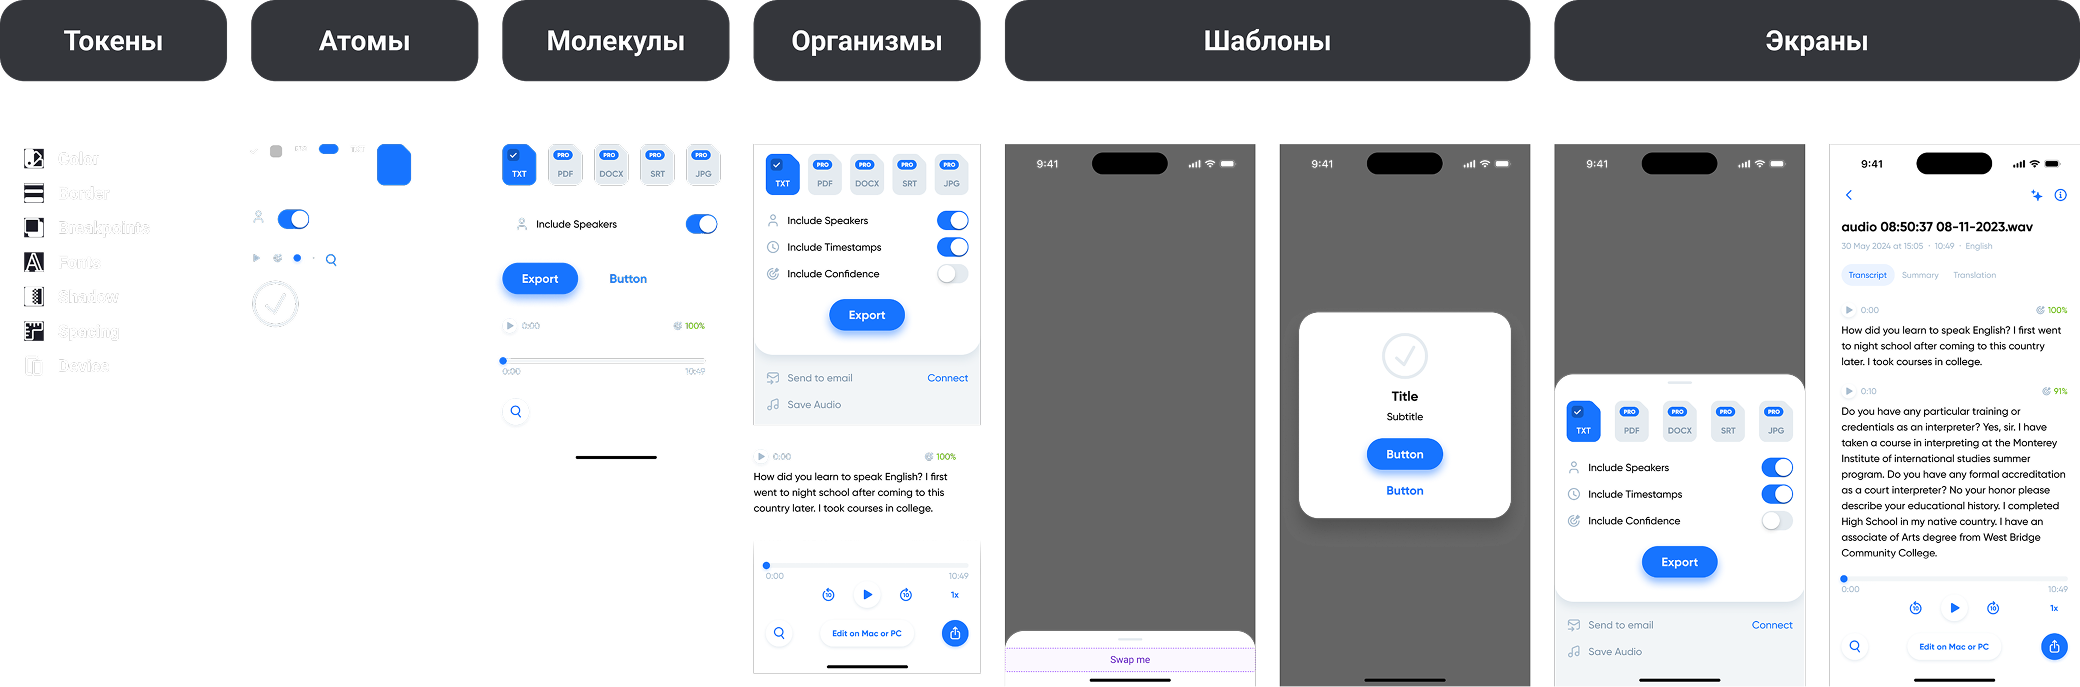 Токены
Атомы
Молекулы
Организмы
Шаблоны
Экраны
Color
Border
Breakpoints
Fonts
Shadow
Spacing
Device
TXT
PRO
PDF
PRO
DOCX
PRO
SRT
PRO
JPG
Include Speakers
Export
Button
0:00
100%
0:00
10:49
TXT
PRO
PDF
PRO
DOCX
PRO
SRT
PRO
JPG
Include Speakers
Include Timestamps
Include Confidence
Export
Send to email
Connect
Save Audio
0:00
100%
How did you learn to speak English? I first
went to night school after coming to this
country later. I took courses in college.
0:00
10:49
10
10
1x
Edit on Mac or PC
9:41
Swap me
9:41
Title
Subtitle
Button
Button
9:41
TXT
PRO
PDF
PRO
DOCX
PRO
SRT
PRO
JPG
Include Speakers
Include Timestamps
Include Confidence
Export
Send to email
Connect
Save Audio
9:41
audio 08:50:37 08-11-2023.wav
30 May 2024 at 15:05 · 10:49 · English
Transcript
Summary
Translation
0:00
100%
How did you learn to speak English? I first went
to night school after coming to this country
later. I took courses in college.
0:10
91%
Do you have any particular training or
credentials as an interpreter? Yes, sir. I have
taken a course in interpreting at the Monterey
Institute of international studies summer
program. Do you have any formal accreditation
as a court interpreter? No your honor please
describe your educational history. I completed
High School in my native country. I have an
associate of Arts degree from West Bridge
Community College.
0:00
10:49
10
10
1x
Edit on Mac or PC